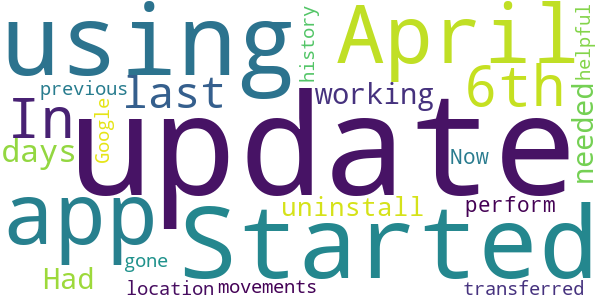 using
April
history
helpful
6th
previous
last
working
In
Google
needed
update
days
Now
app
Started
uninstall
perform
gone
Had
location
movements
transferred